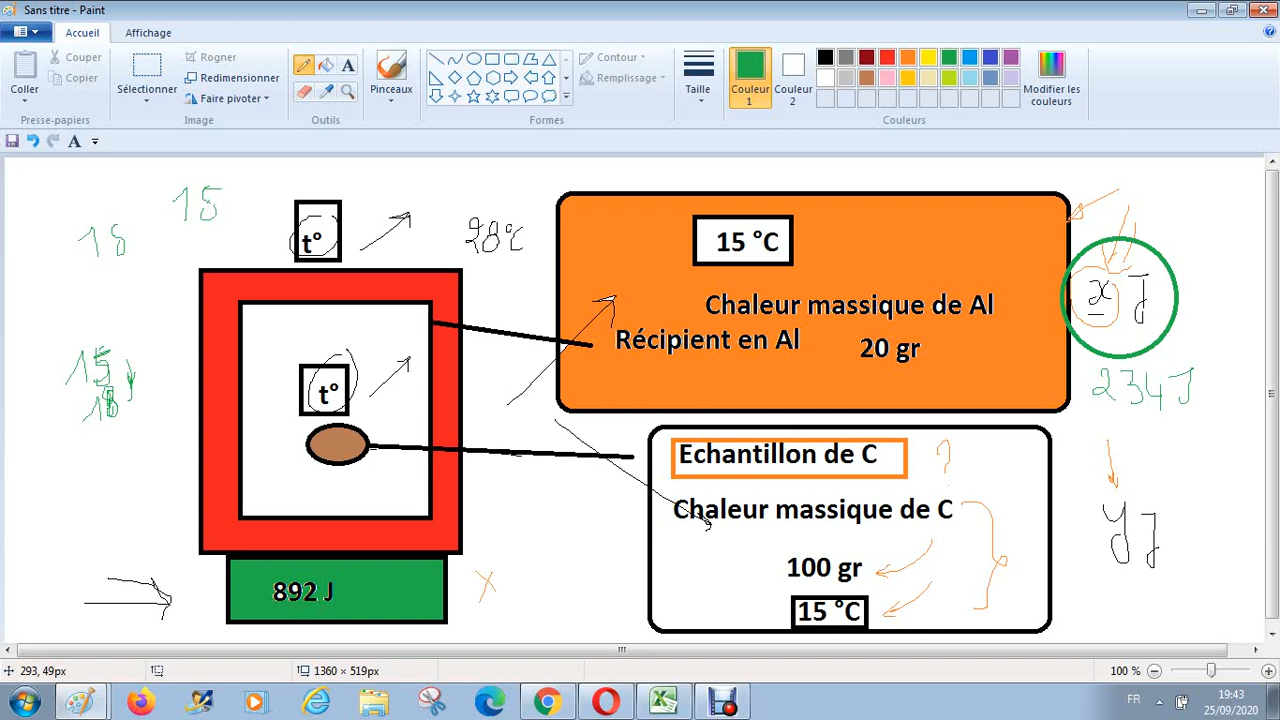 Sans titre - Paint
Accueil
Affichage
Coller
Couper
Copier
Presse-papiers
Sélectionner
Rogner
Redimensionner
Faire pivoter
Image
A
Outils
Pinceaux
Contour
Remplissage
Formes
Taille
Couleur 1
Couleur 2
Modifier les couleurs
Couleurs
A
15
18
t°
28°C
15 °C
Chaleur massique de Al
Récipient en Al
20 gr
x J
234 J
15
18
t°
Echantillon de C
?
Chaleur massique de C
y J
100 gr
15 °C
892 J
X
293, 49px
1360 × 519px
100 %
FR
19:43
25/09/2020